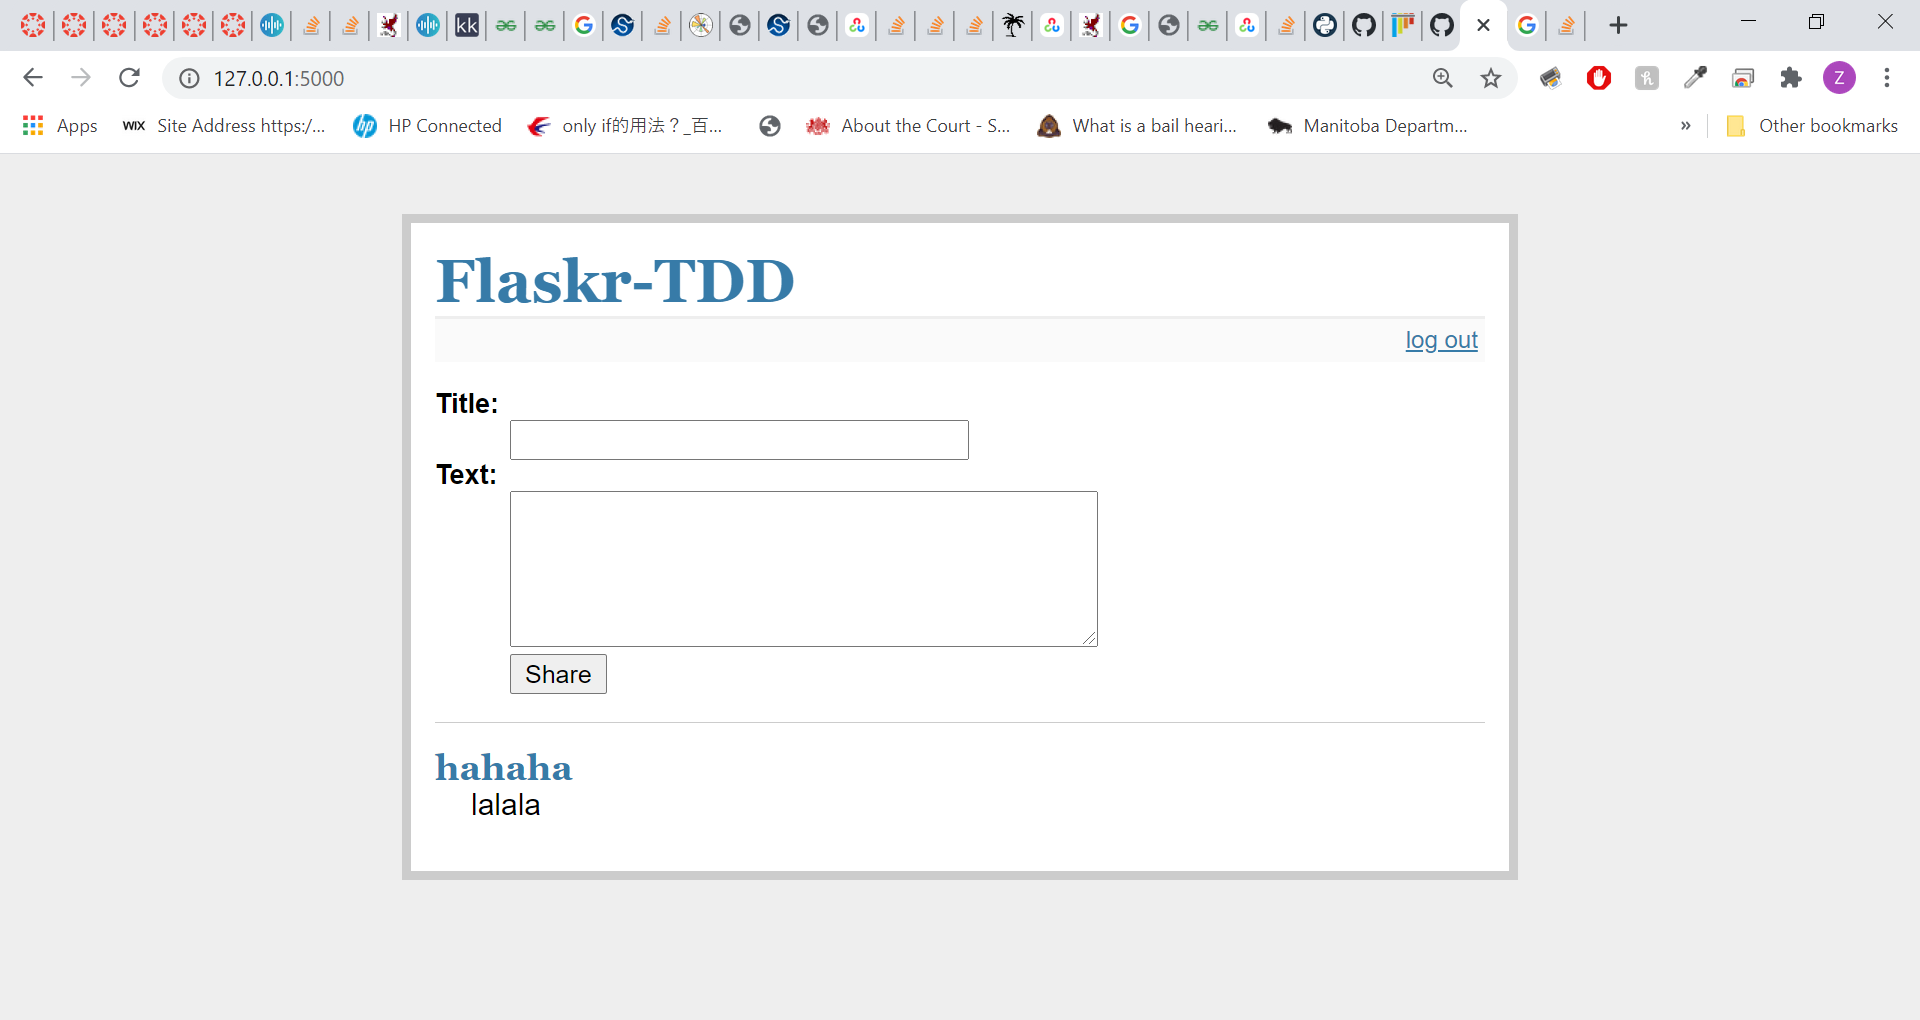 kk
127.0.0.1:5000
Z
Apps
WIX Site Address https:/...
hp HP Connected
only if的用法？_百...
About the Court - S...
What is a bail heari...
Manitoba Departm...
»
Other bookmarks
Flaskr-TDD
log out
Title:
Text:
Share
hahaha
lalala